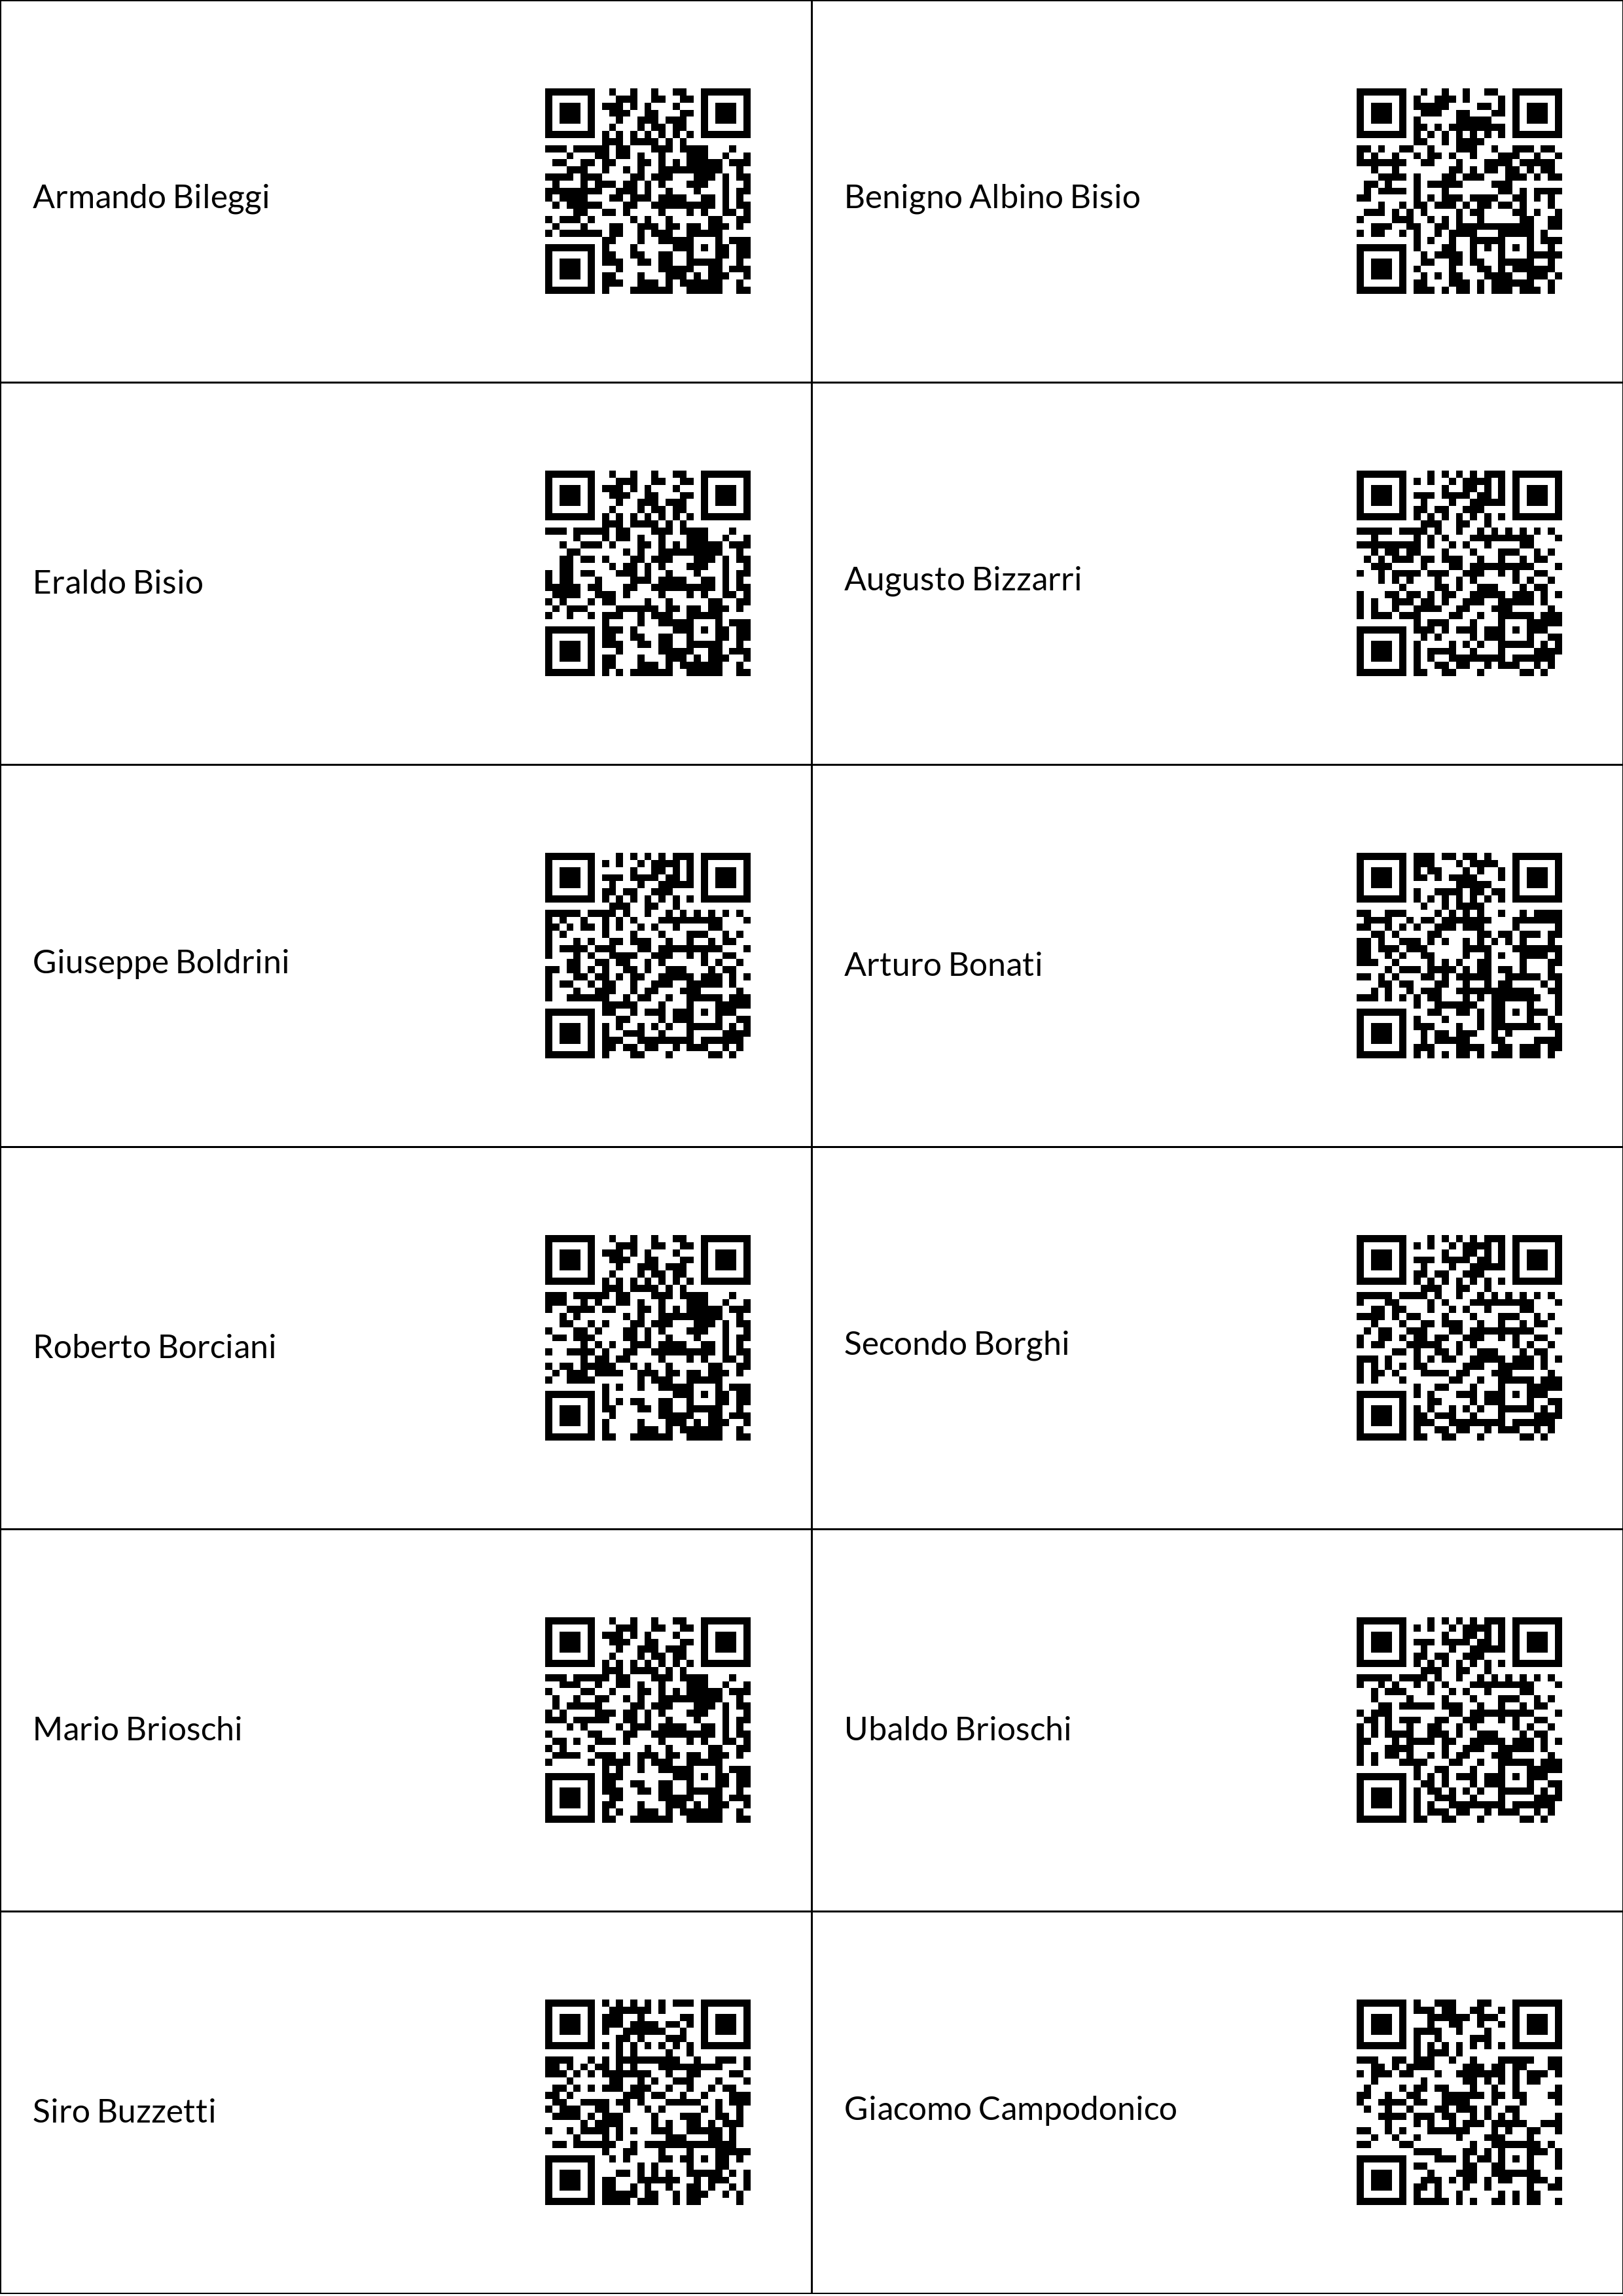 Armando Bileggi
Benigno Albino Bisio
Eraldo Bisio
Augusto Bizzarri
Giuseppe Boldrini
Arturo Bonati
Roberto Borciani
Secondo Borghi
Mario Brioschi
Ubaldo Brioschi
Siro Buzzetti
Giacomo Campodonico